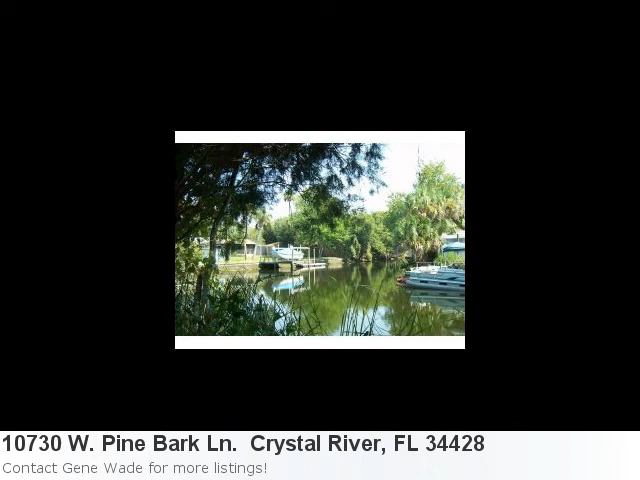 10730 W. Pine Bark Ln.  Crystal River, FL 34428
Contact Gene Wade for more listings!